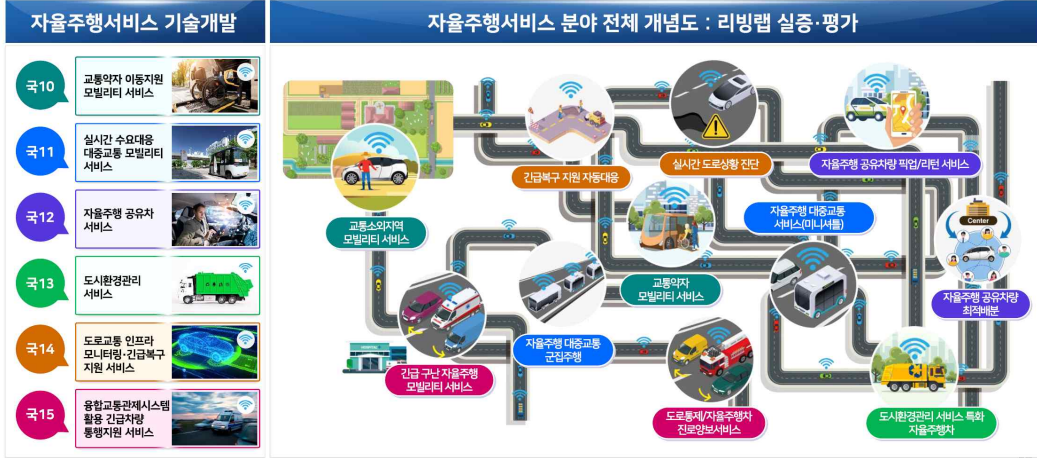 자율주행서비스 기술개발
국10
교통약자 이동지원
모빌리티 서비스
국11
실시간 수요대응
대중교통 모빌리티
서비스
국12
자율주행 공유차
서비스
국13
도시환경관리
서비스
국14
도로교통 인프라
모니터링·긴급복구
지원 서비스
국15
융합교통관제시스템
활용 긴급차량
통행지원 서비스
자율주행서비스 분야 전체 개념도 : 리빙랩 실증·평가
긴급복구 지원 자동대응
실시간 도로상황 진단
자율주행 공유차량 픽업/리턴 서비스
교통소외지역
모빌리티 서비스
자율주행 대중교통
서비스(미니셔틀)
Center
교통약자
모빌리티 서비스
자율주행 공유차량
최적배분
자율주행 대중교통
군집주행
HOSPITAL
긴급 구난 자율주행
모빌리티 서비스
도로통제/자율주행차
진로양보서비스
도시환경관리 서비스 특화
자율주행차